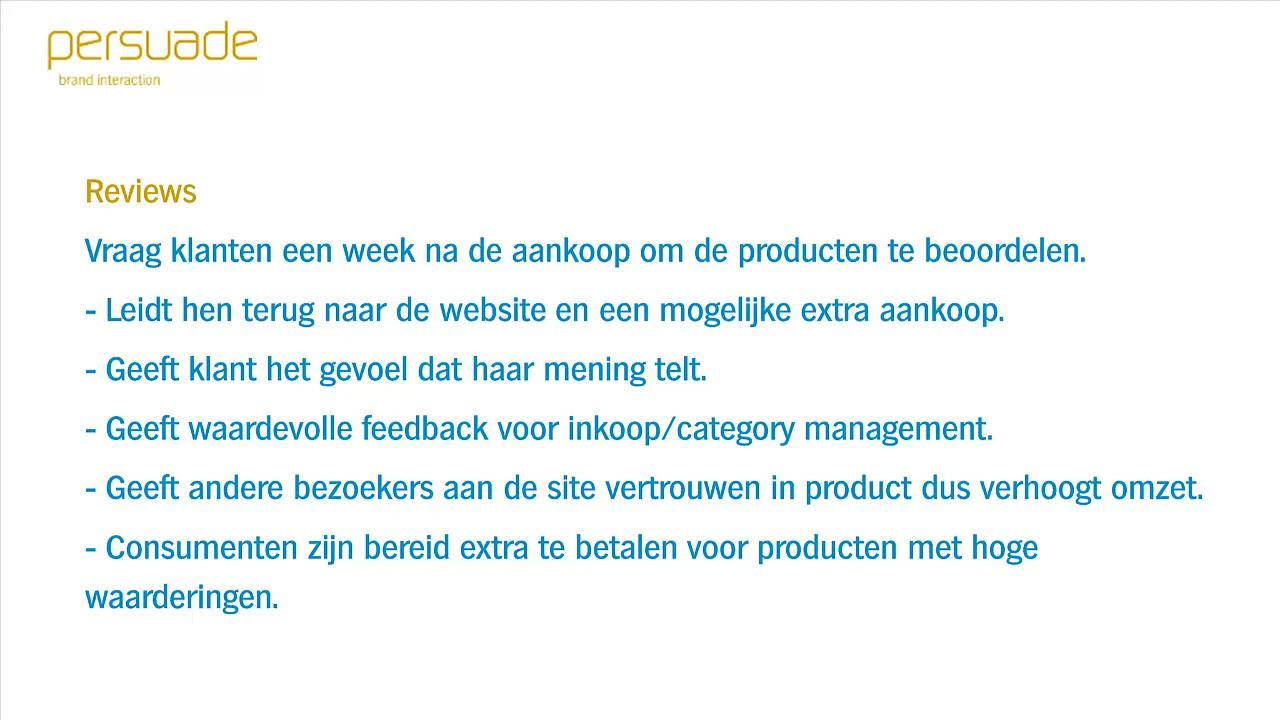 persuade
brand interaction
Reviews
Vraag klanten een week na de aankoop om de producten te beoordelen.
- Leidt hen terug naar de website en een mogelijke extra aankoop.
- Geeft klant het gevoel dat haar mening telt.
- Geeft waardevolle feedback voor inkoop/category management.
- Geeft andere bezoekers aan de site vertrouwen in product dus verhoogt omzet.
- Consumenten zijn bereid extra te betalen voor producten met hoge
waarderingen.